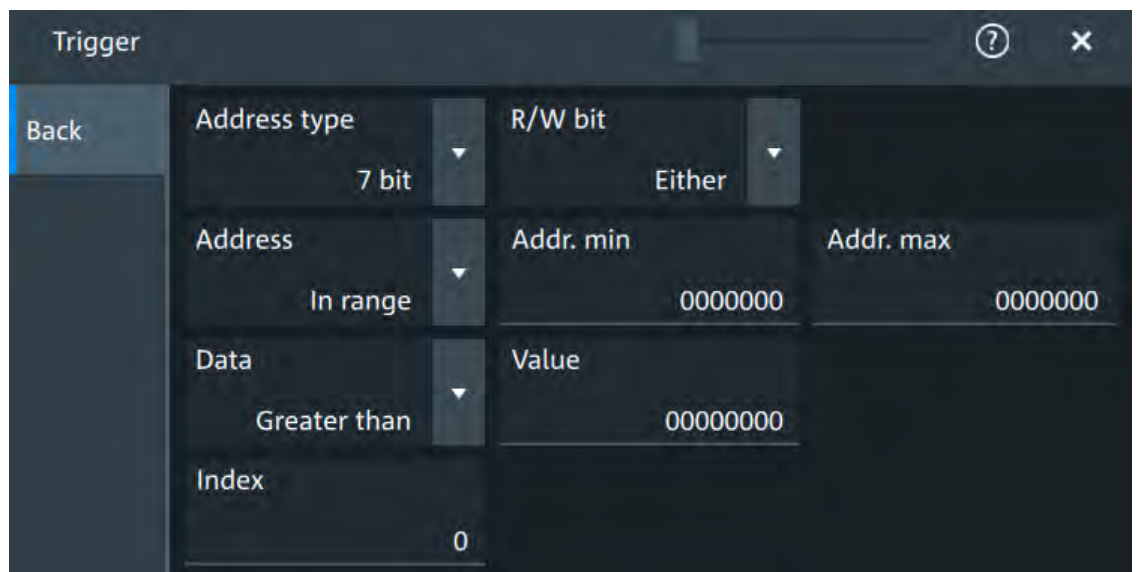 Trigger
?
Back
Address type
7 bit
R/W bit
Either
Address
In range
Addr. min
0000000
Addr. max
0000000
Data
Greater than
Value
00000000
Index
0